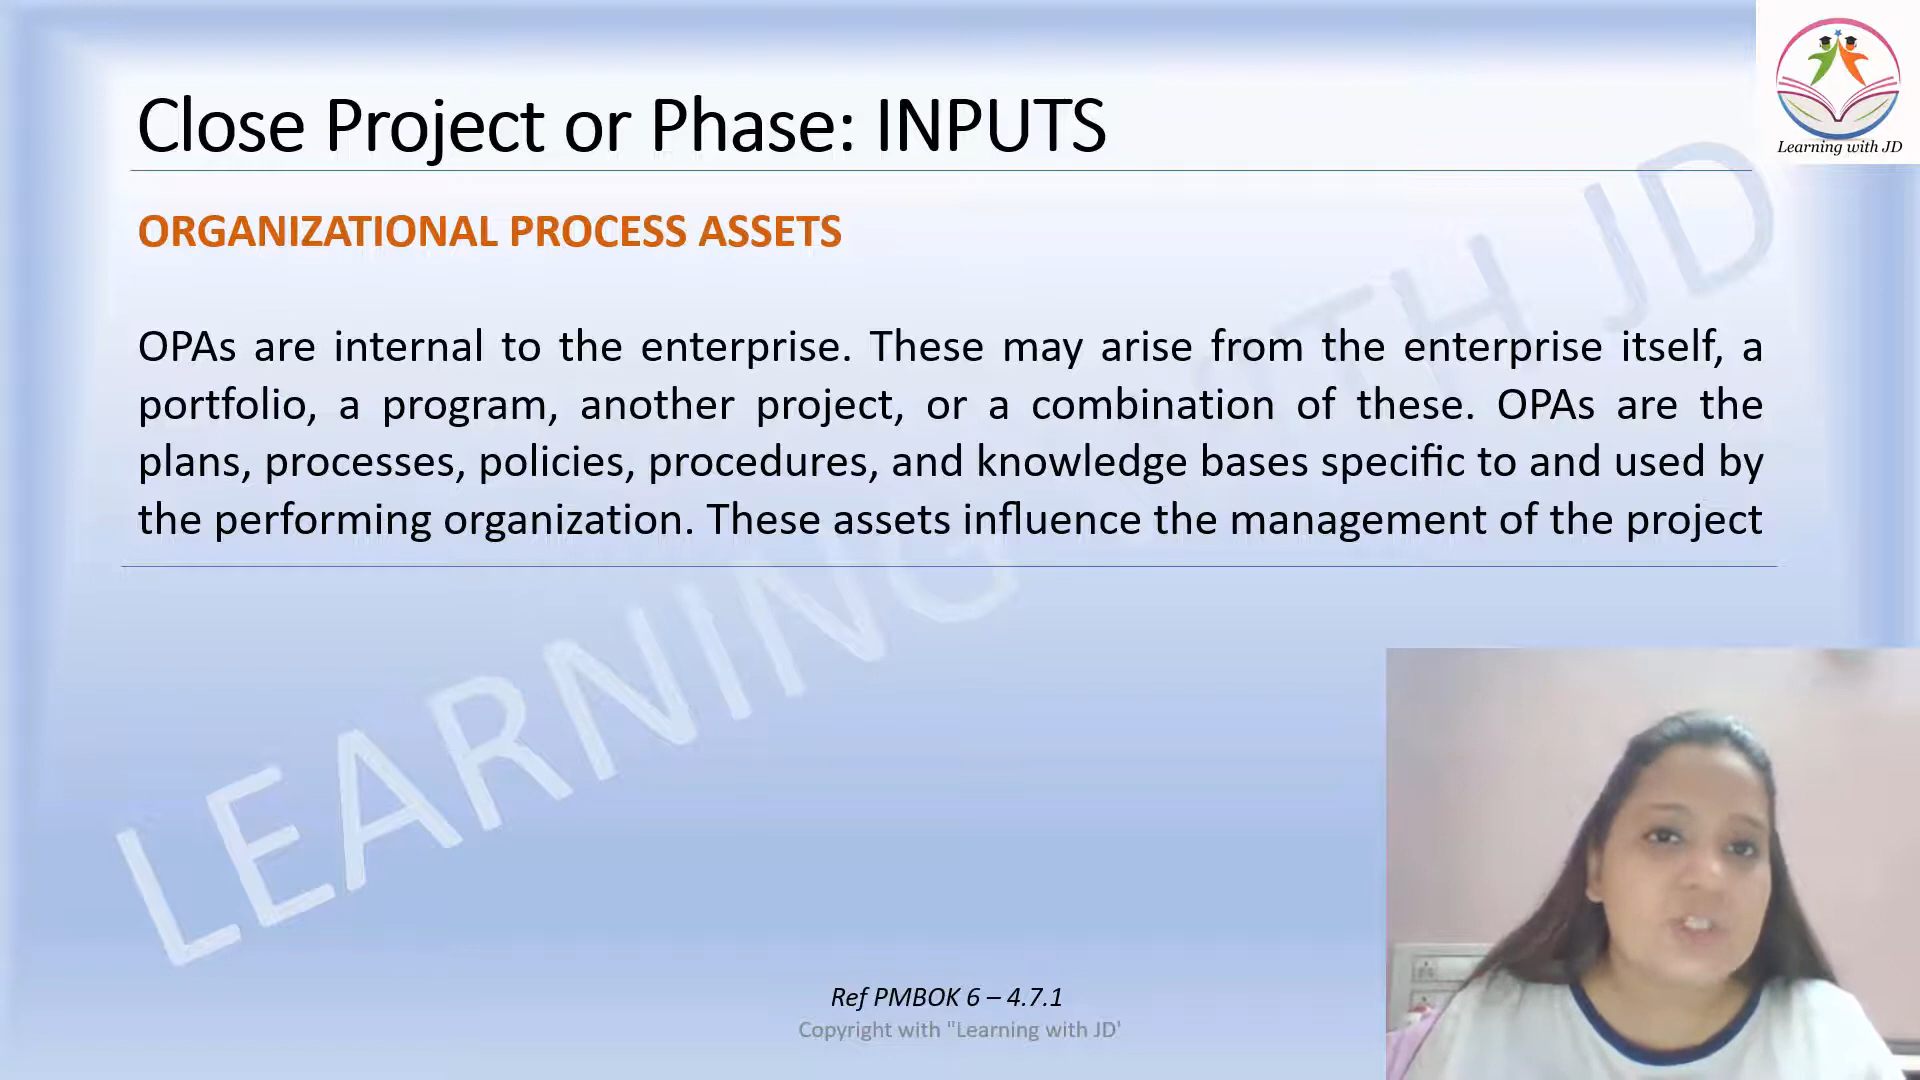 Close Project or Phase: INPUTS
Learning with JD
ORGANIZATIONAL PROCESS ASSETS
OPAs are internal to the enterprise. These may arise from the enterprise itself, a
portfolio, a program, another project, or a combination of these. OPAs are the
plans, processes, policies, procedures, and knowledge bases specific to and used by
the performing organization. These assets influence the management of the project
LEARNING WITH JD
Ref PMBOK 6 – 4.7.1
Copyright with "Learning with JD'